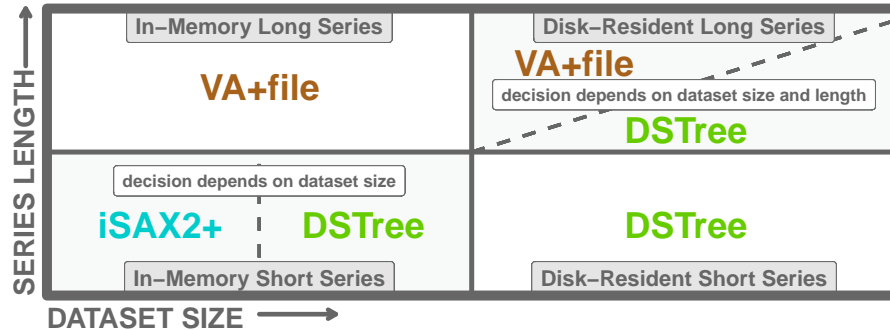 In–Memory Long Series
Disk–Resident Long Series
VA+file
VA+file
decision depends on dataset size and length
DSTree
decision depends on dataset size
iSAX2+
DSTree
DSTree
In–Memory Short Series
Disk–Resident Short Series
SERIES LENGTH
DATASET SIZE